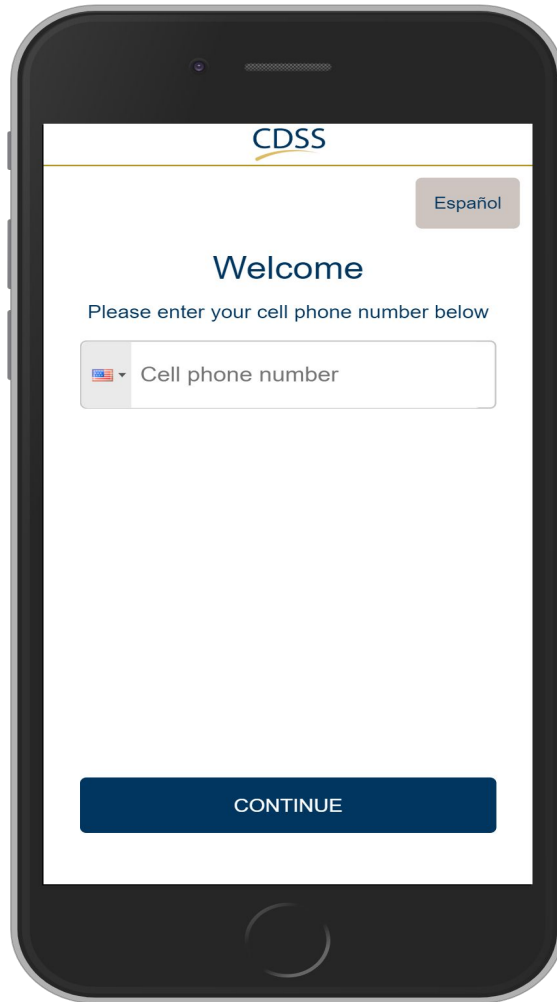 CDSS
Español
Welcome
Please enter your cell phone number below
Cell phone number
CONTINUE